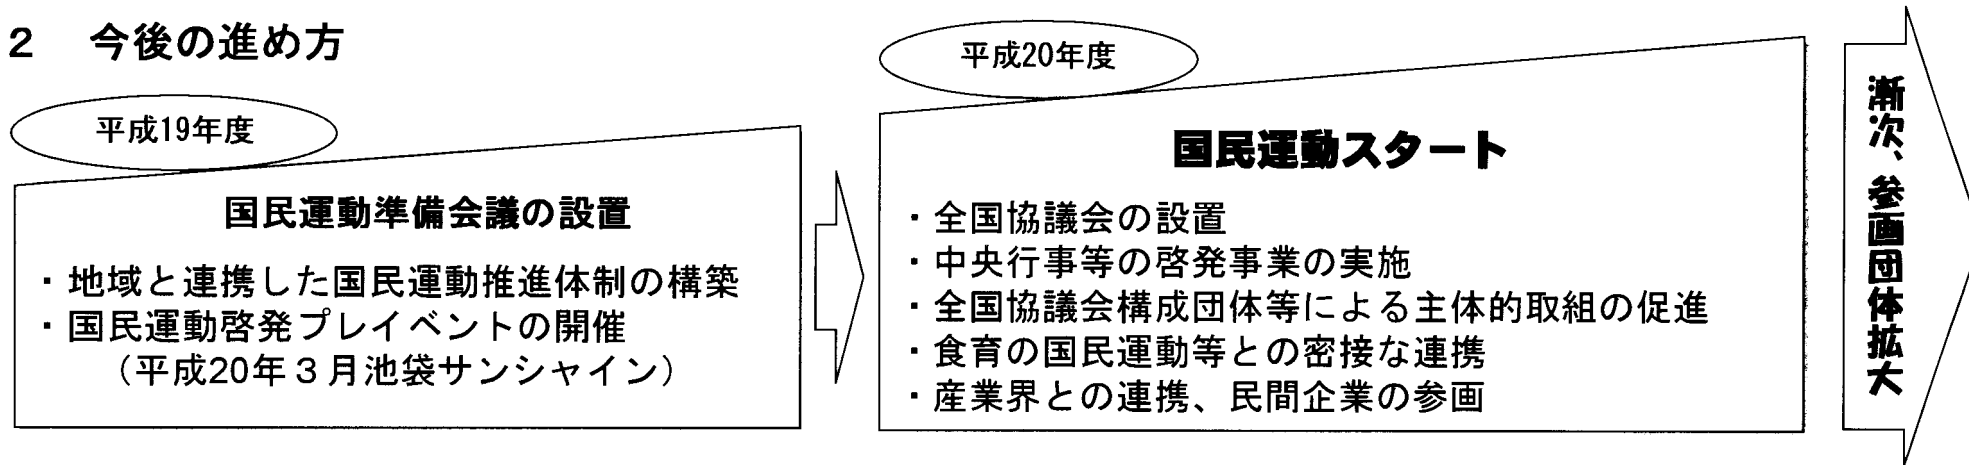 ２　今後の進め方
平成19年度
国民運動準備会議の設置
・地域と連携した国民運動推進体制の構築
・国民運動啓発プレイベントの開催
（平成20年３月池袋サンシャイン）
平成20年度
国民運動スタート
・全国協議会の設置
・中央行事等の啓発事業の実施
・全国協議会構成団体等による主体的取組の促進
・食育の国民運動等との密接な連携
・産業界との連携、民間企業の参画
漸次、参画団体拡大